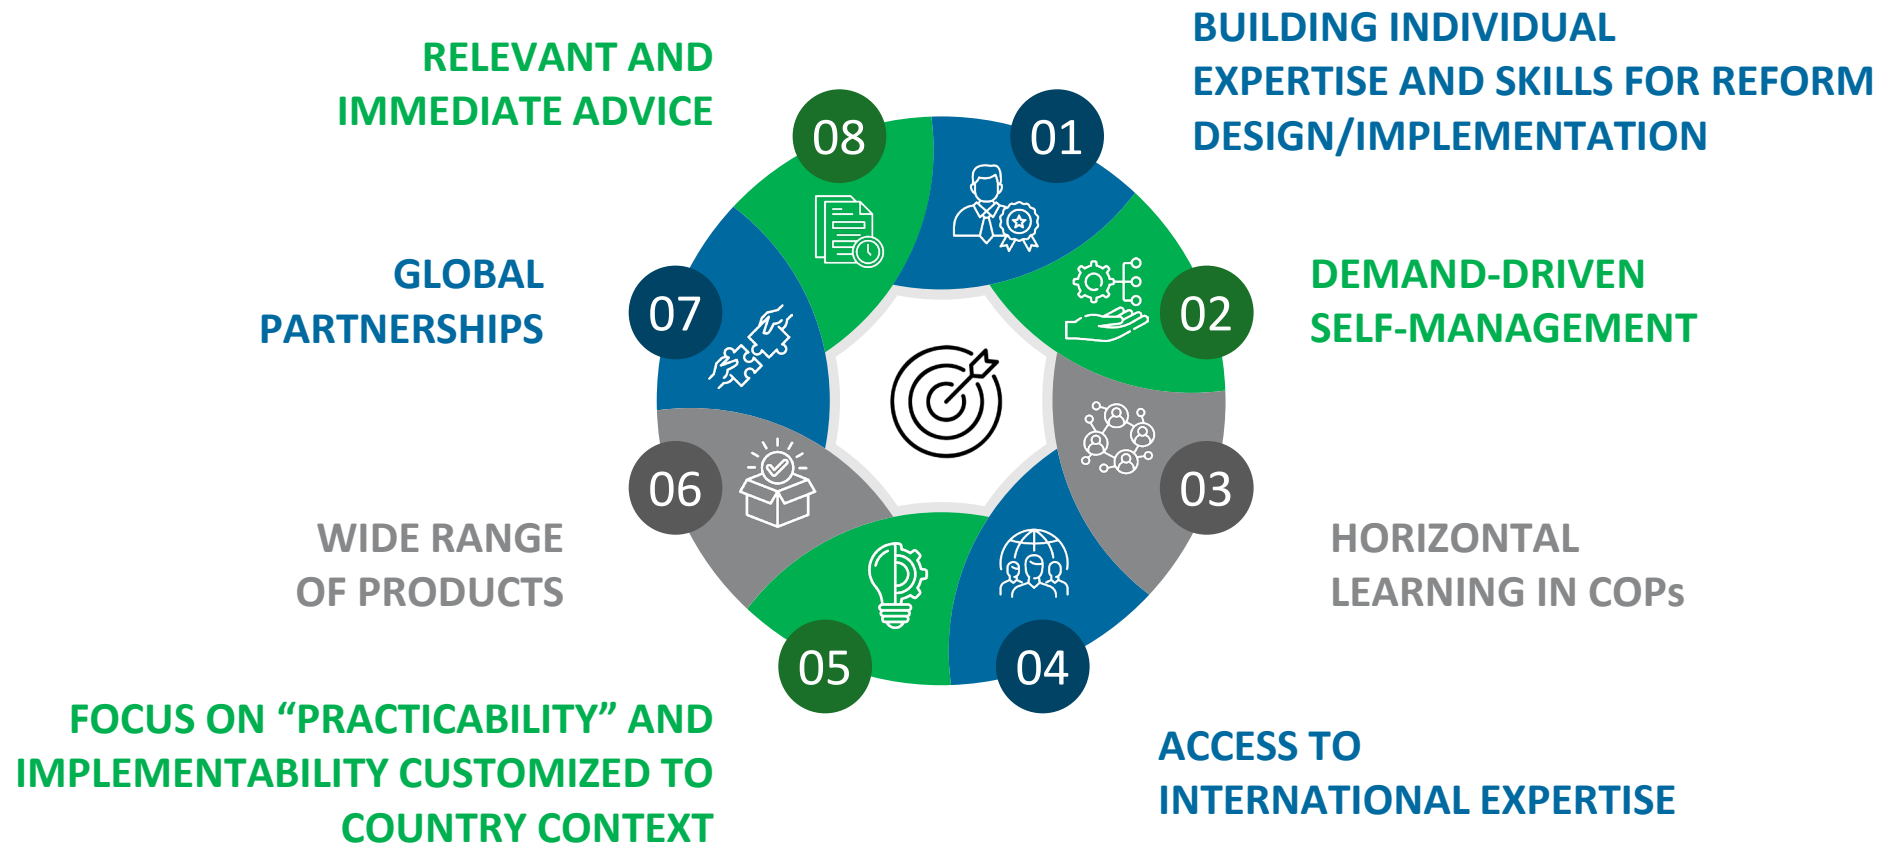 01
BUILDING INDIVIDUAL
EXPERTISE AND SKILLS FOR REFORM
DESIGN/IMPLEMENTATION
02
DEMAND-DRIVEN
SELF-MANAGEMENT
03
HORIZONTAL
LEARNING IN COPs
04
ACCESS TO
INTERNATIONAL EXPERTISE
05
FOCUS ON “PRACTICABILITY” AND
IMPLEMENTABILITY CUSTOMIZED TO
COUNTRY CONTEXT
06
WIDE RANGE
OF PRODUCTS
07
GLOBAL
PARTNERSHIPS
08
RELEVANT AND
IMMEDIATE ADVICE